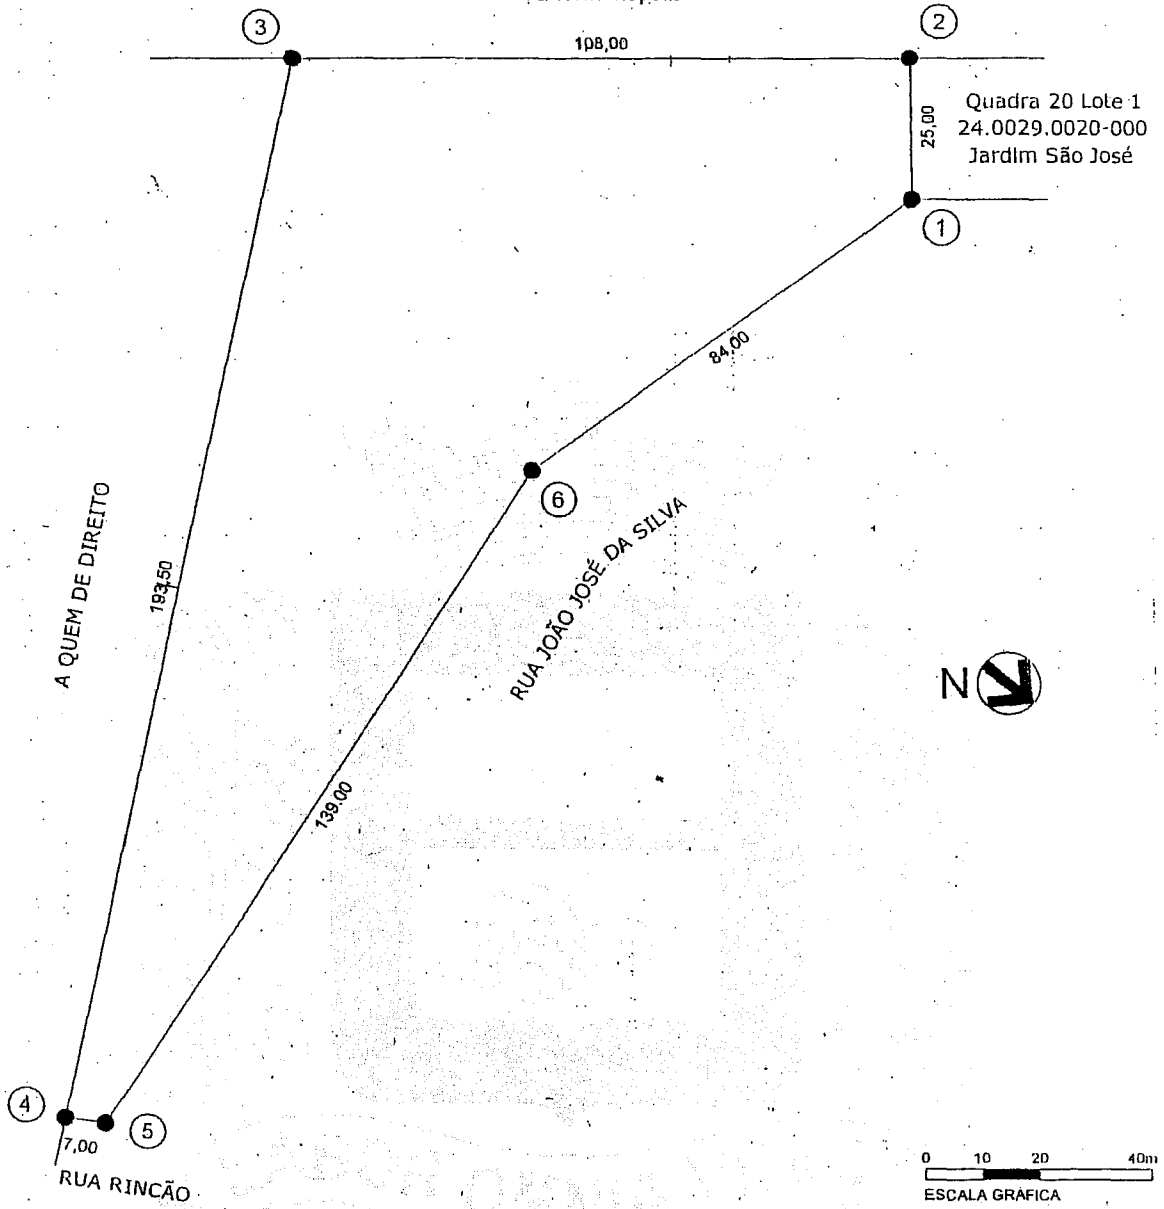 3
2
108,00
25,00
Quadra 20 Lote 1
24.0029.0020-000
Jardim São José
1
84,00
6
A QUEM DE DIREITO
193,50
RUA JOÃO JOSÉ DA SILVA
N
139.00
4
5
7,00
RUA RINCÃO
0 10 20 40m
ESCALA GRÁFICA